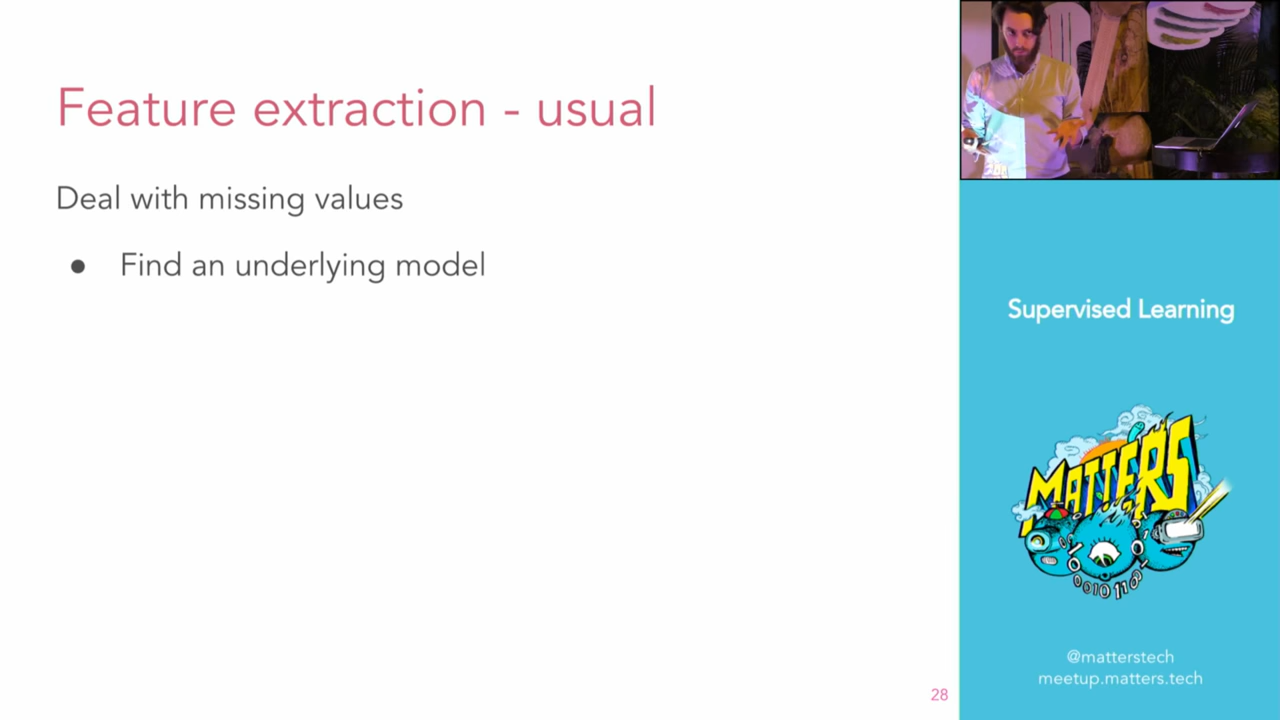 Feature extraction - usual
Deal with missing values
● Find an underlying model
28
Supervised Learning
MATTERS
@matterstech
meetup.matters.tech